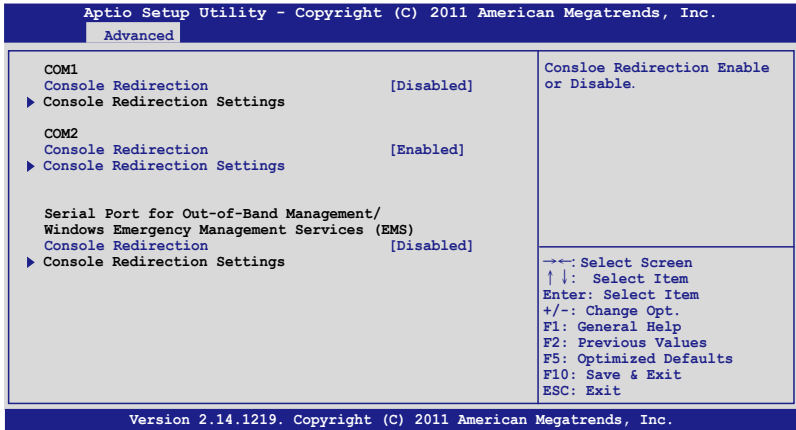 Aptio Setup Utility - Copyright (C) 2011 American Megatrends, Inc.
Advanced
COM1
Console Redirection [Disabled]
Console Redirection Settings
COM2
Console Redirection [Enabled]
Console Redirection Settings
Serial Port for Out-of-Band Management/
Windows Emergency Management Services (EMS)
Console Redirection [Disabled]
Console Redirection Settings
Consloe Redirection Enable
or Disable.
→←: Select Screen
↑↓: Select Item
Enter: Select Item
+/-: Change Opt.
F1: General Help
F2: Previous Values
F5: Optimized Defaults
F10: Save & Exit
ESC: Exit
Version 2.14.1219. Copyright (C) 2011 American Megatrends, Inc.